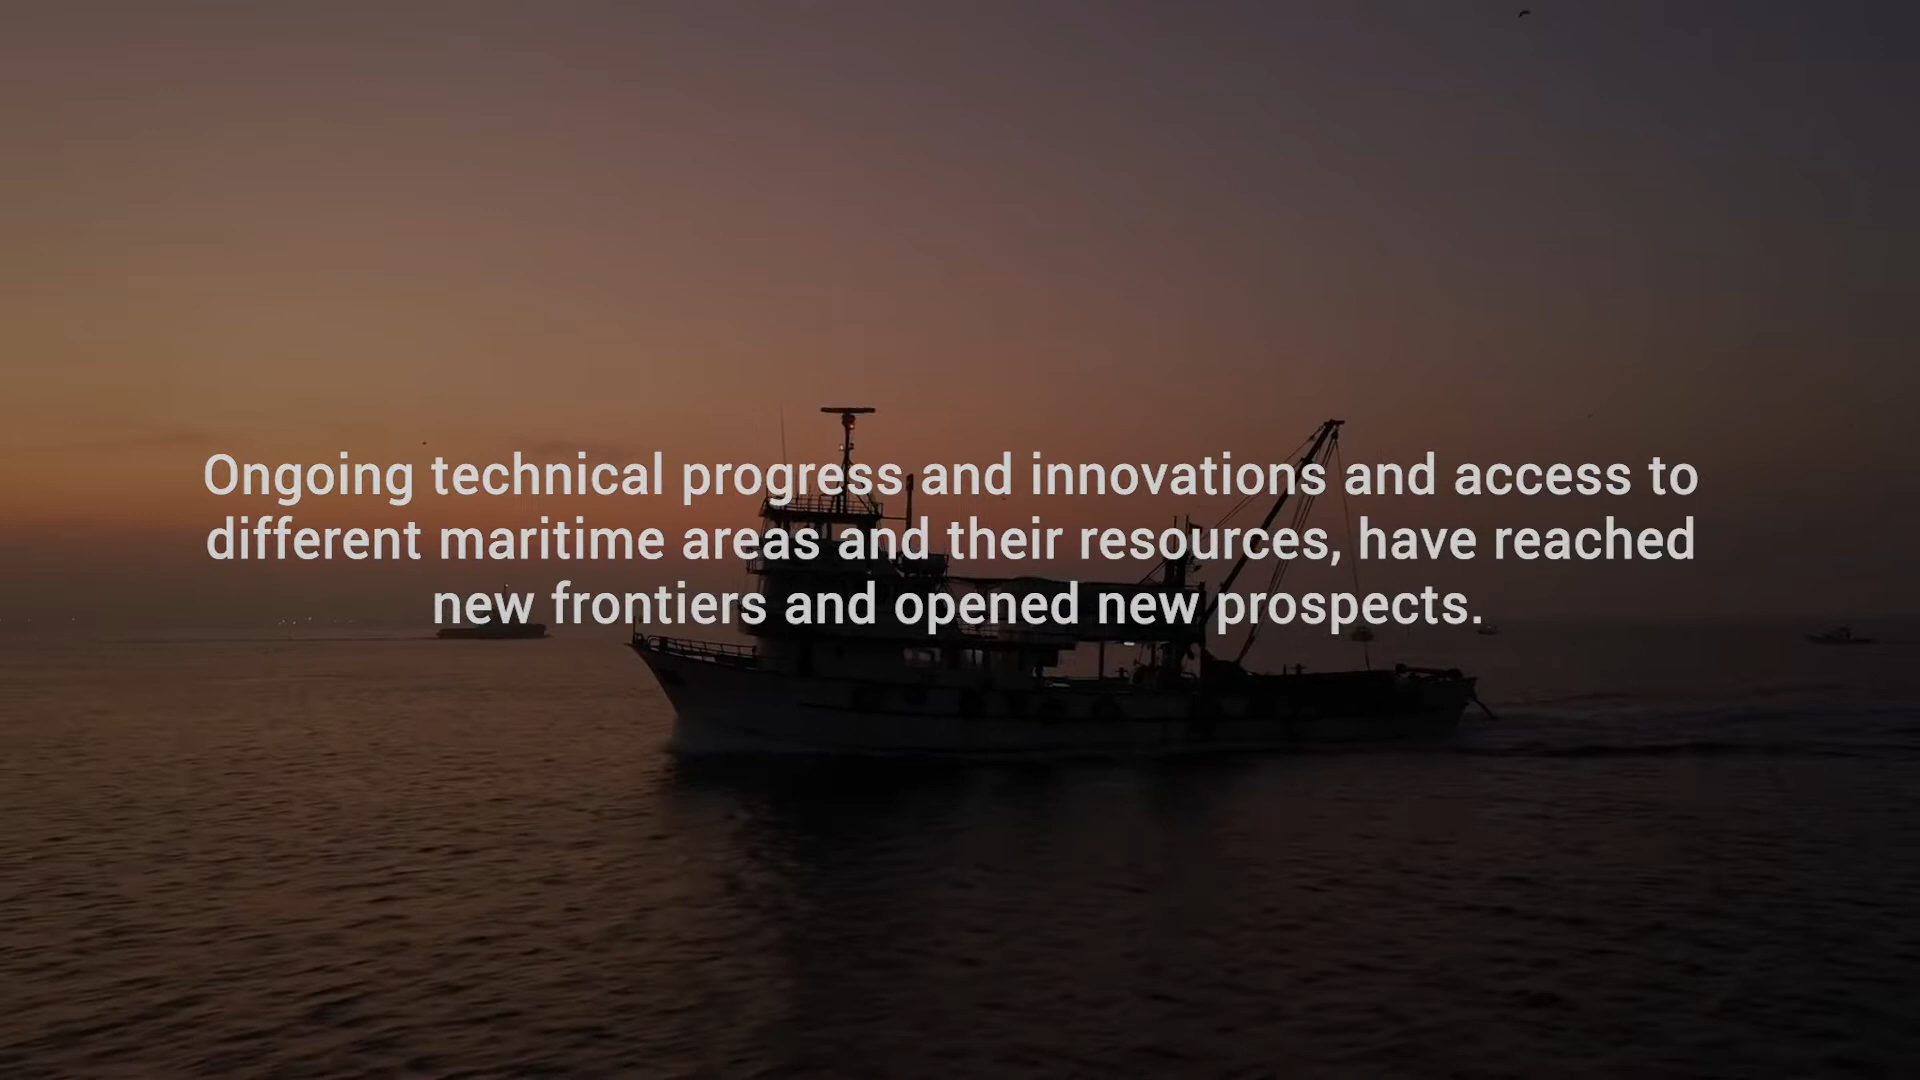 Ongoing technical progress and innovations and access to
different maritime areas and their resources, have reached
new frontiers and opened new prospects.